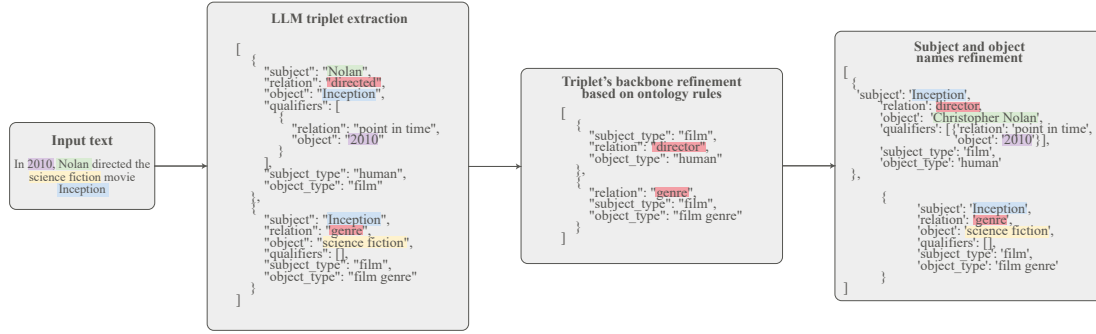 Input text
In 2010, Nolan directed the
science fiction movie
Inception
LLM triplet extraction
[
{
"subject": "Nolan",
"relation": "directed",
"object": "Inception",
"qualifiers": [
{
"relation": "point in time",
"object": "2010"
}
],
"subject_type": "human",
"object_type": "film"
},
{
"subject": "Inception",
"relation": "genre",
"object": "science fiction",
"qualifiers": [],
"subject_type": "film",
"object_type": "film genre"
}
]
Triplet's backbone refinement
based on ontology rules
[
{
"subject_type": "film",
"relation": "director",
"object_type": "human"
},
{
"relation": "genre",
"subject_type": "film",
"object_type": "film genre"
}
]
Subject and object
names refinement
[
{
'subject': 'Inception',
'relation': director,
'object': 'Christopher Nolan',
'qualifiers': [{'relation': 'point in time',
'object': '2010'}],
'subject_type': 'film',
'object_type': 'human'
},
{
'subject': 'Inception',
'relation': 'genre',
'object': 'science fiction',
'qualifiers': [],
'subject_type': 'film',
'object_type': 'film genre'
}
]